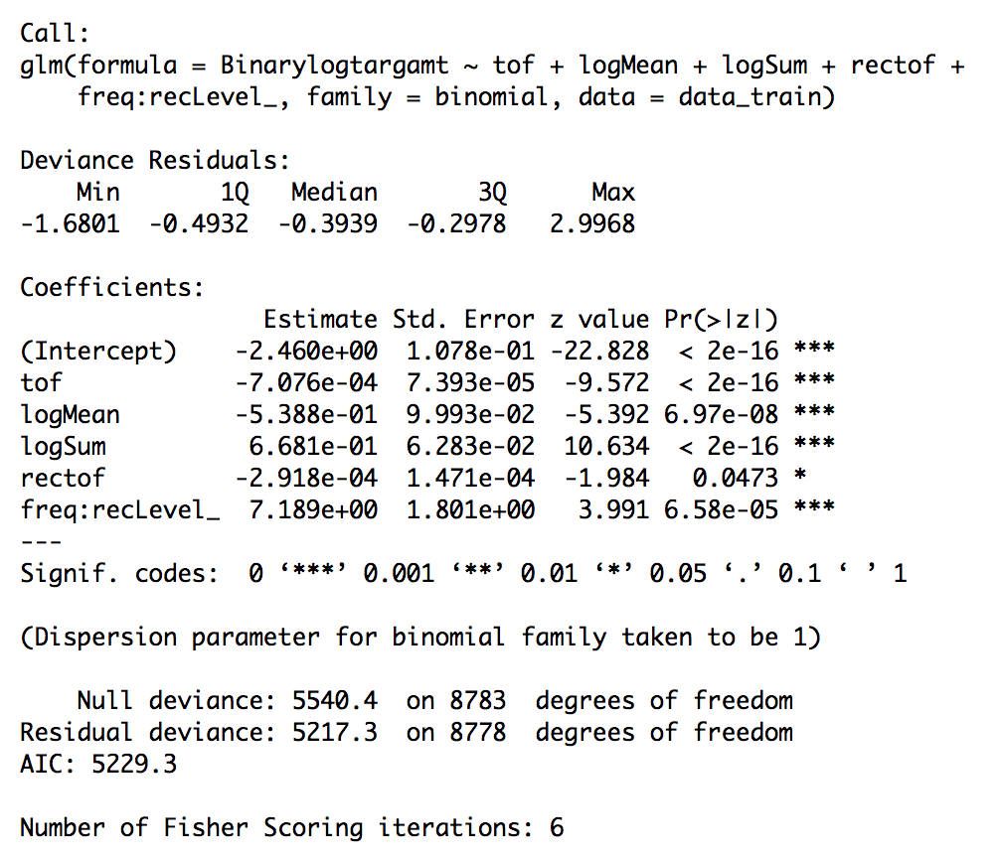 Call:
glm(formula = Binarylogtargamt ~ tof + logMean + logSum + rectof +
    freq:recLevel_, family = binomial, data = data_train)

Deviance Residuals:
    Min       1Q   Median       3Q      Max
-1.6801  -0.4932  -0.3939  -0.2978   2.9968

Coefficients:
                 Estimate Std. Error z value Pr(>|z|)
(Intercept)    -2.460e+00  1.078e-01 -22.828  < 2e-16 ***
tof            -7.076e-04  7.393e-05  -9.572  < 2e-16 ***
logMean        -5.388e-01  9.993e-02  -5.392 6.97e-08 ***
logSum          6.681e-01  6.283e-02  10.634  < 2e-16 ***
rectof         -2.918e-04  1.471e-04  -1.984   0.0473 *
freq:recLevel_  7.189e+00  1.801e+00   3.991 6.58e-05 ***
---
Signif. codes:  0 ‘***’ 0.001 ‘**’ 0.01 ‘*’ 0.05 ‘.’ 0.1 ‘ ’ 1

(Dispersion parameter for binomial family taken to be 1)

    Null deviance: 5540.4  on 8783  degrees of freedom
Residual deviance: 5217.3  on 8778  degrees of freedom
AIC: 5229.3

Number of Fisher Scoring iterations: 6